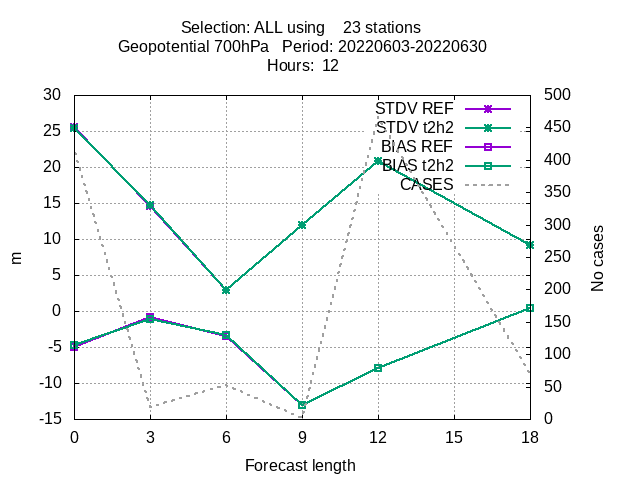 Selection: ALL using    23 stations
Geopotential 700hPa   Period: 20220603-20220630
Hours:  12
30
25
20
15
10
5
0
-5
-10
-15
m
STDV REF
STDV t2h2
BIAS REF
BIAS t2h2
CASES
500
450
400
350
300
250
200
150
100
50
0
No cases
0 3 6 9 12 15 18
Forecast length